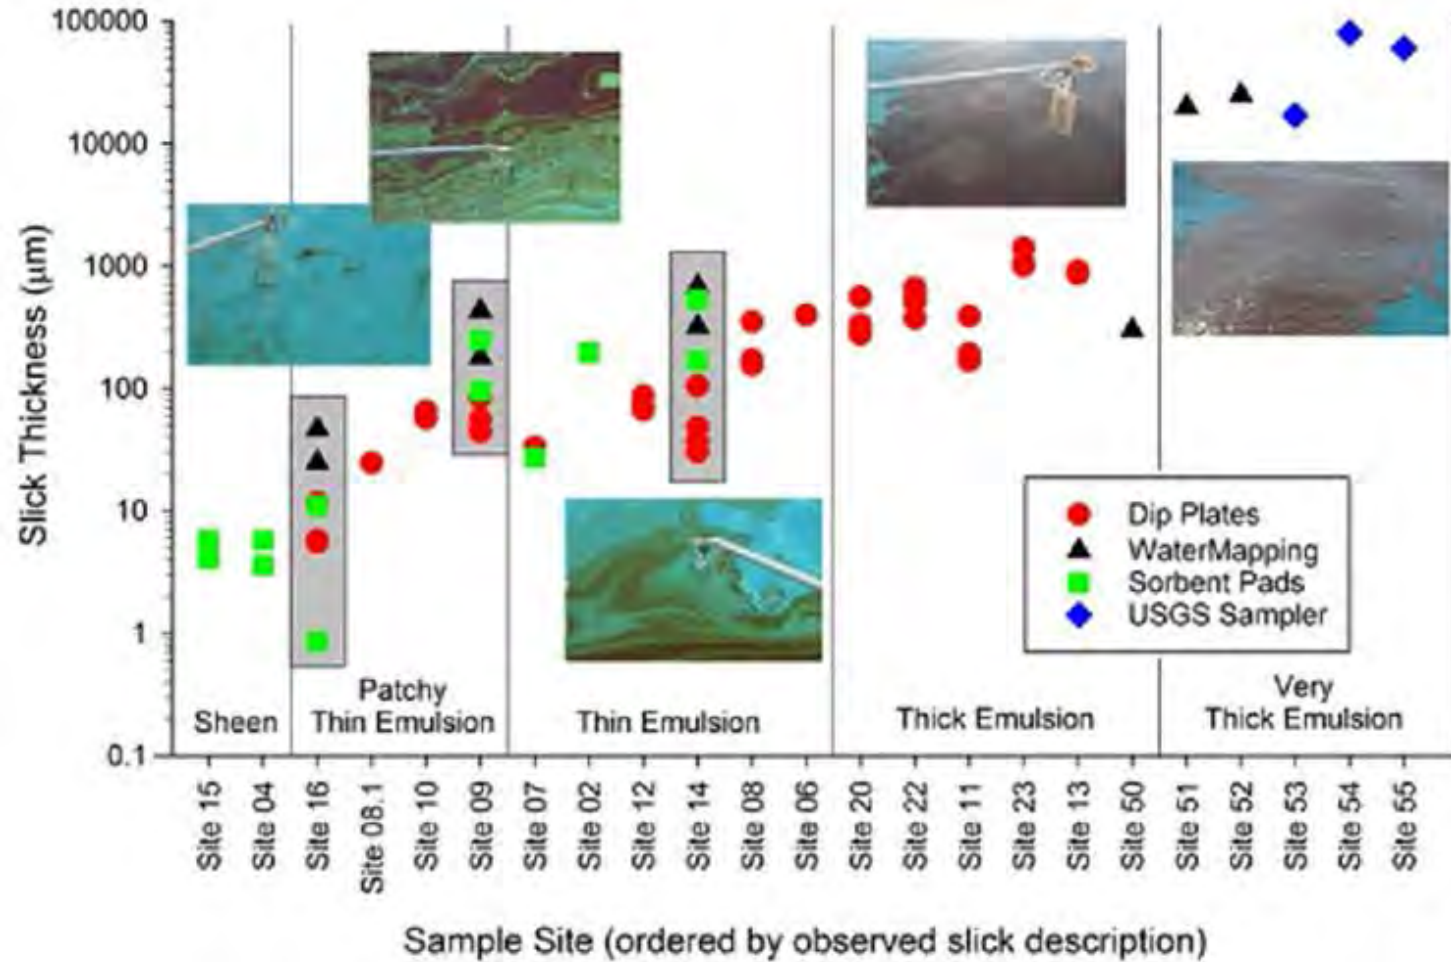 100000
10000
1000
100
10
1
0.1
Slick Thickness (μm)
Sheen
Patchy
Thin Emulsion
Thin Emulsion
Thick Emulsion
Very
Thick Emulsion
Dip Plates
WaterMapping
Sorbent Pads
USGS Sampler
Site 15
Site 04
Site 16
Site 08.1
Site 10
Site 09
Site 07
Site 02
Site 12
Site 14
Site 08
Site 06
Site 20
Site 22
Site 11
Site 23
Site 13
Site 50
Site 51
Site 52
Site 53
Site 54
Site 55
Sample Site (ordered by observed slick description)